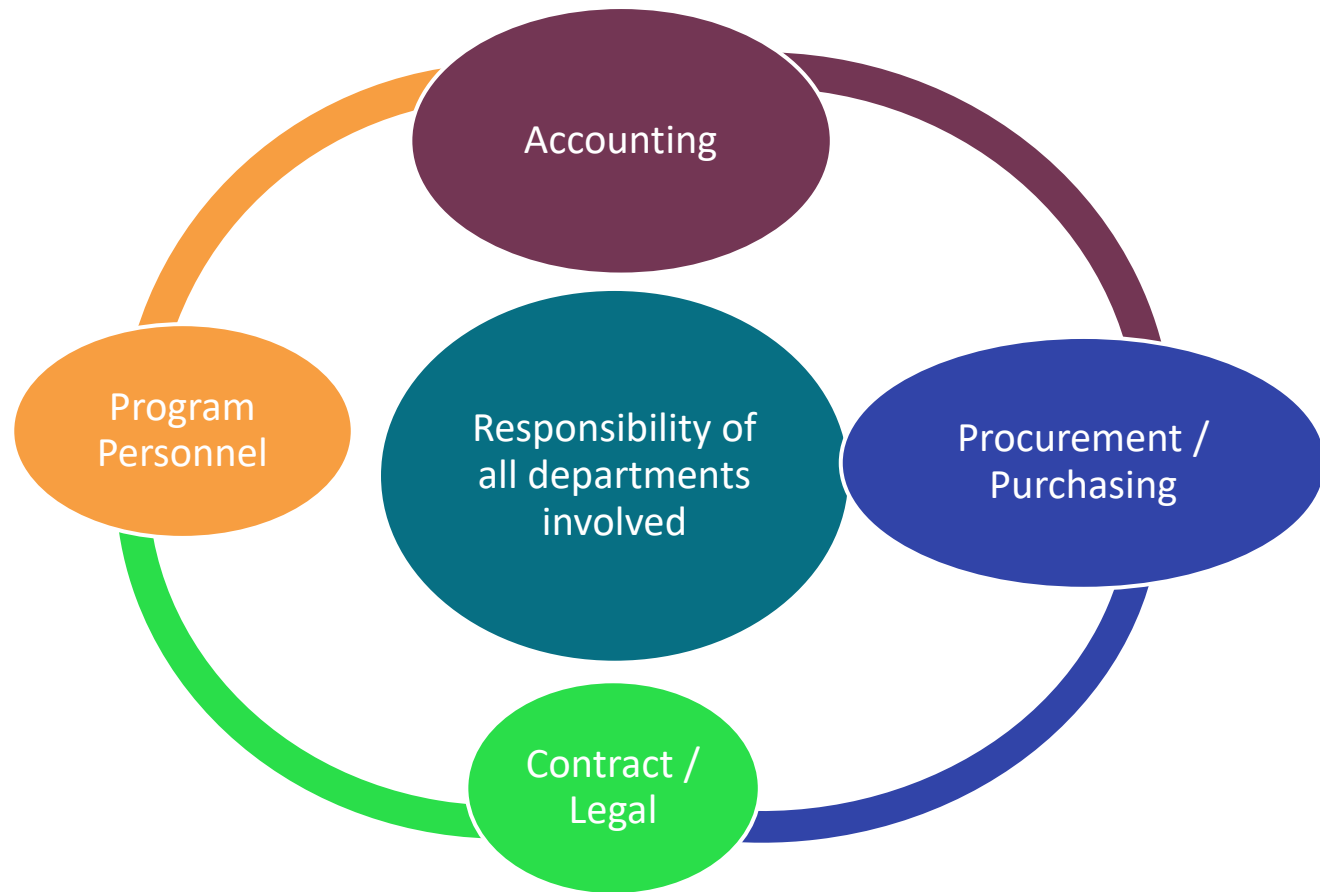 Accounting
Program
Personnel
Responsibility of
all departments
involved
Procurement /
Purchasing
Contract /
Legal